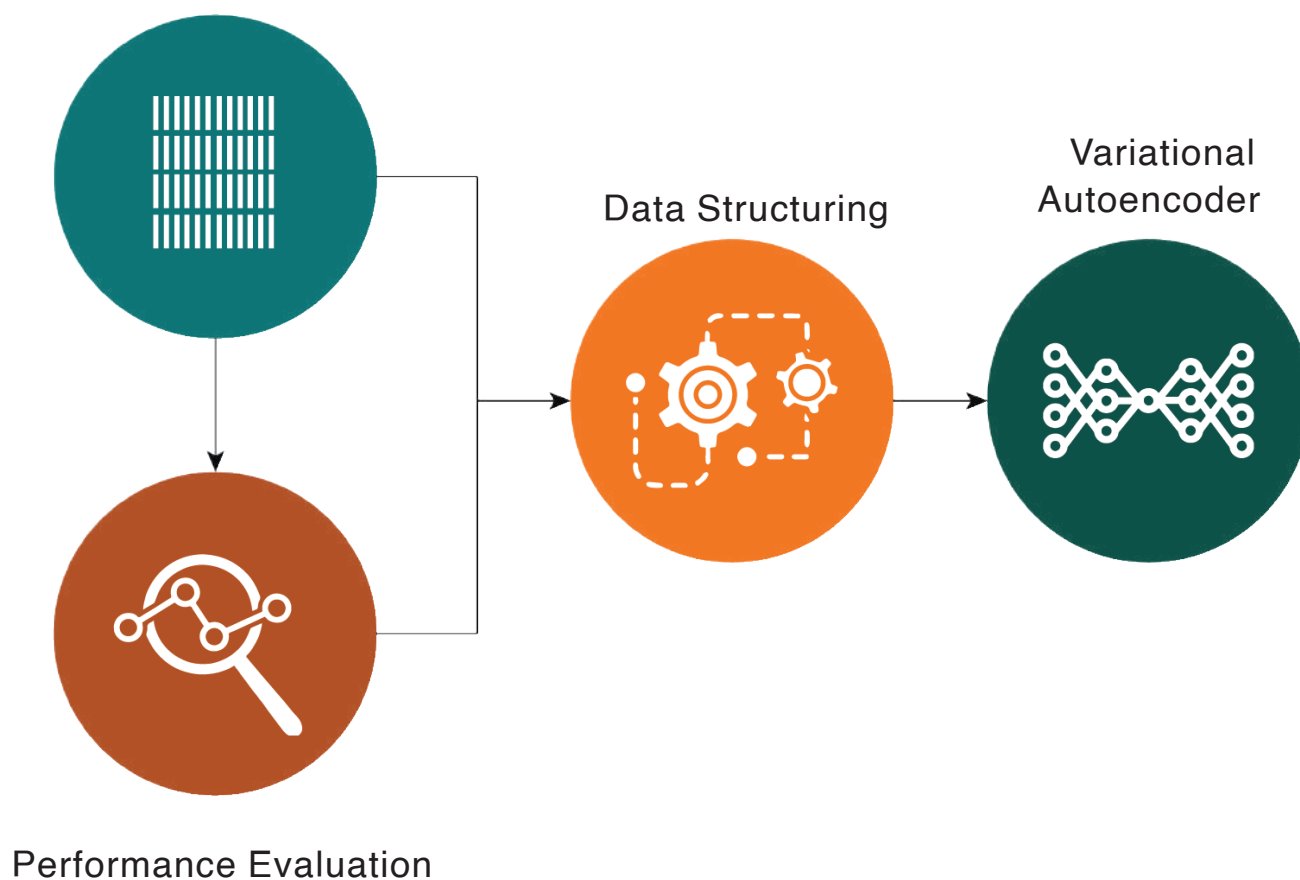 Data Structuring
Variational
Autoencoder
Performance Evaluation